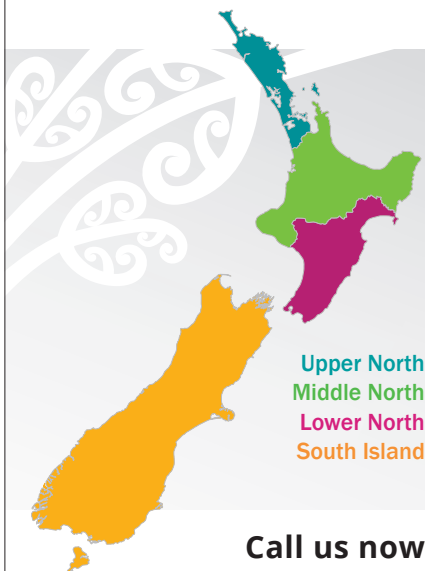 Upper North
Middle North
Lower North
South Island
Call us now